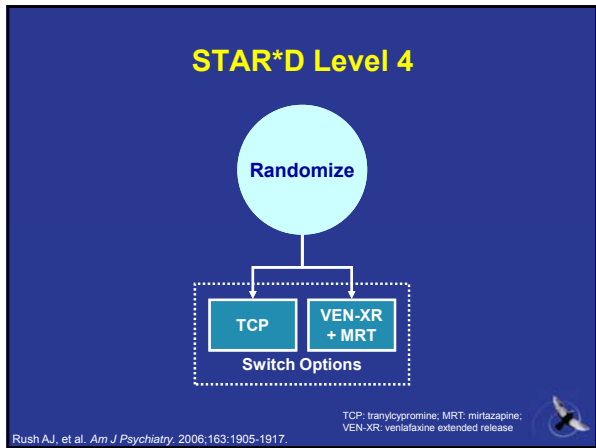 STAR*D Level 4
Randomize
TCP
VEN-XR
+ MRT
Switch Options
TCP: tranylcypromine; MRT: mirtazapine;
VEN-XR: venlafaxine extended release
Rush AJ, et al. Am J Psychiatry. 2006;163:1905-1917.